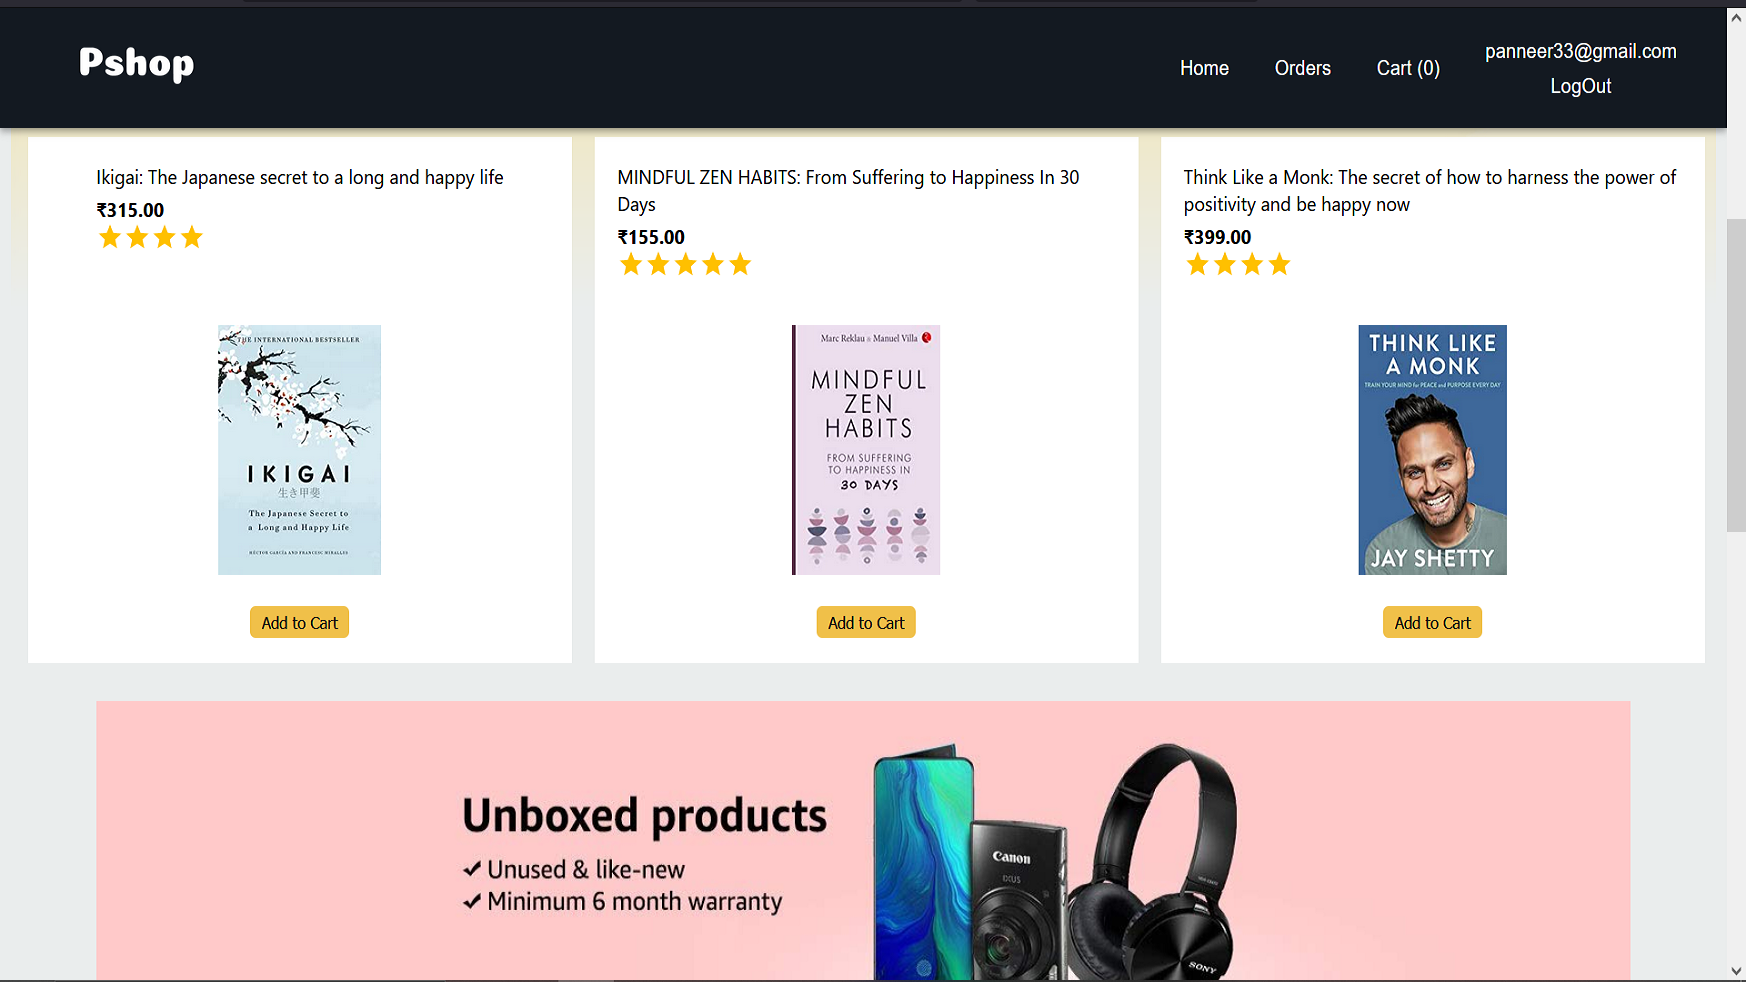 Pshop
Home
Orders
Cart (0)
panneer33@gmail.com
LogOut
Ikigai: The Japanese secret to a long and happy life
₹315.00
MINDFUL ZEN HABITS: From Suffering to Happiness In 30
Days
₹155.00
Think Like a Monk: The secret of how to harness the power of
positivity and be happy now
₹399.00
THE INTERNATIONAL BESTSELLER
IKIGAI
生き甲斐
The Japanese Secret to
a Long and Happy Life
HÉCTOR GARCÍA AND FRANCESC MIRALLES
Marc Reklau & Manuel Villa
MINDFUL
ZEN
HABITS
FROM SUFFERING
TO HAPPINESS IN
30 DAYS
THINK LIKE
A MONK
TRAIN YOUR MIND for PEACE and PURPOSE EVERY DAY
JAY SHETTY
Add to Cart
Add to Cart
Add to Cart
Unboxed products
✓ Unused & like-new
✓ Minimum 6 month warranty
Canon
IXUS
SONY